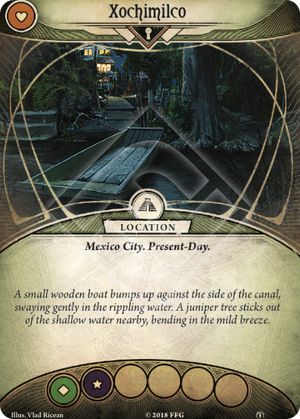 Xochimilco
LOCATION
Mexico City. Present-Day.
A small wooden boat bumps up against the side of the canal,
swaying gently in the rippling water. A juniper tree sticks out
of the shallow water nearby, bending in the mild breeze.
Illus. Vlad Ricean
© 2018 FFG